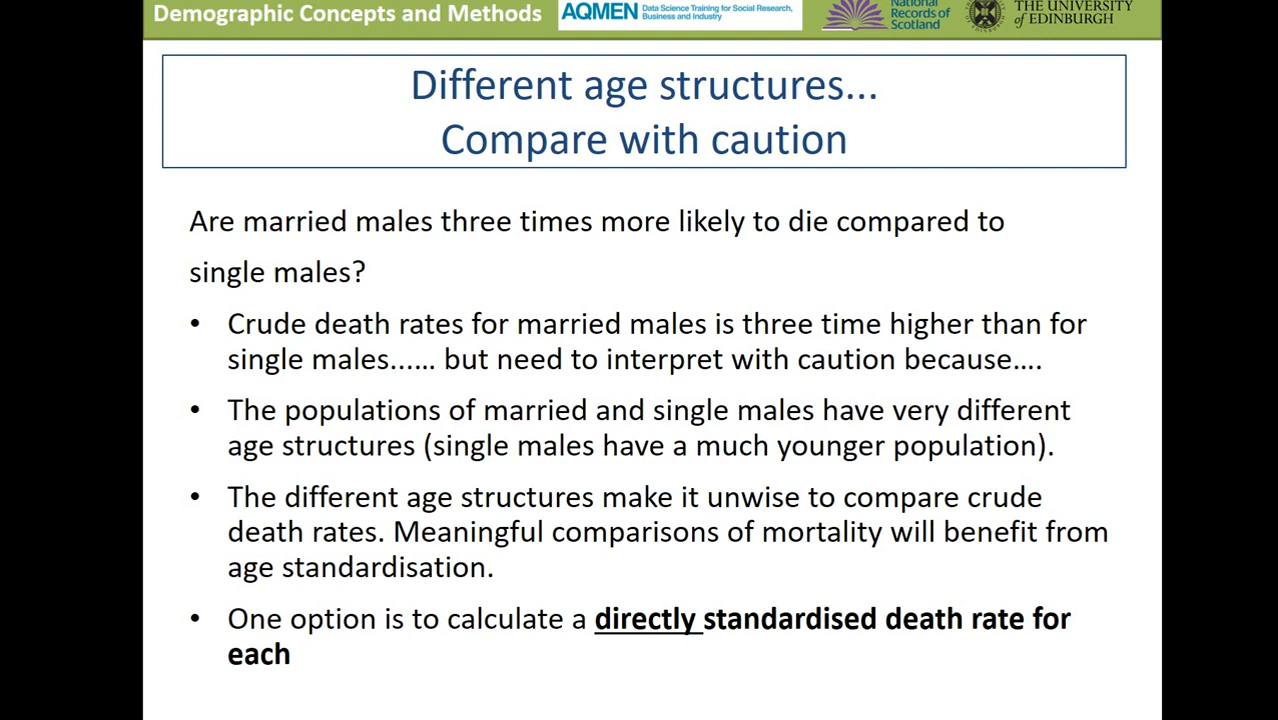 Demographic Concepts and Methods
AQMEN
Data Science Training for Social Research,
Business and Industry
National
Records of
Scotland
THE UNIVERSITY
of EDINBURGH
Different age structures...
Compare with caution
Are married males three times more likely to die compared to
single males?
• Crude death rates for married males is three time higher than for
single males...... but need to interpret with caution because....
• The populations of married and single males have very different
age structures (single males have a much younger population).
• The different age structures make it unwise to compare crude
death rates. Meaningful comparisons of mortality will benefit from
age standardisation.
• One option is to calculate a directly standardised death rate for
each